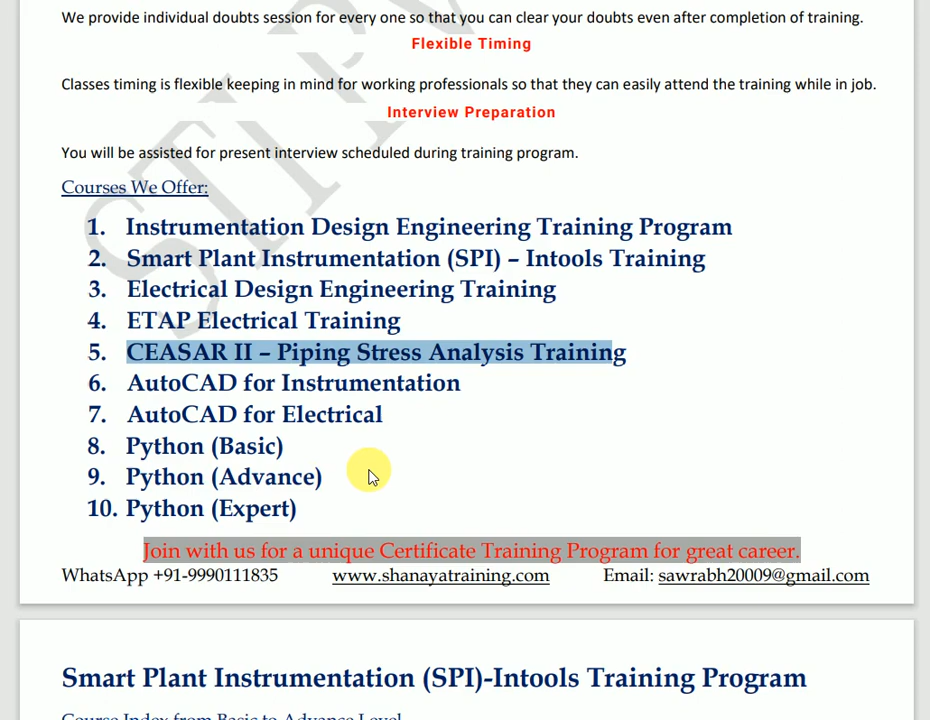 We provide individual doubts session for every one so that you can clear your doubts even after completion of training.
Flexible Timing
Classes timing is flexible keeping in mind for working professionals so that they can easily attend the training while in job.
Interview Preparation
You will be assisted for present interview scheduled during training program.
Courses We Offer:
1. Instrumentation Design Engineering Training Program
2. Smart Plant Instrumentation (SPI) – Intools Training
3. Electrical Design Engineering Training
4. ETAP Electrical Training
5. CEASAR II – Piping Stress Analysis Training
6. AutoCAD for Instrumentation
7. AutoCAD for Electrical
8. Python (Basic)
9. Python (Advance)
10. Python (Expert)
Join with us for a unique Certificate Training Program for great career.
WhatsApp +91-9990111835 www.shanayatraining.com Email: sawrabh20009@gmail.com
Smart Plant Instrumentation (SPI)-Intools Training Program
Course Index from Basic to Advance Level